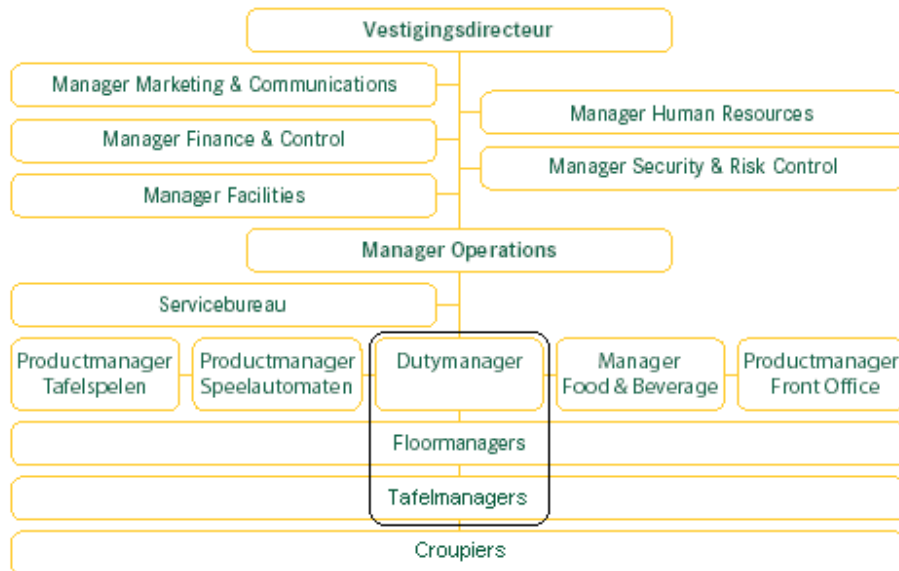 Vestigingsdirecteur
Manager Marketing & Communications
Manager Human Resources
Manager Finance & Control
Manager Security & Risk Control
Manager Facilities
Manager Operations
Servicebureau
Productmanager
Tafelspelen
Productmanager
Speelautomaten
Dutymanager
Manager
Food & Beverage
Productmanager
Front Office
Floormanagers
Tafelmanagers
Croupiers